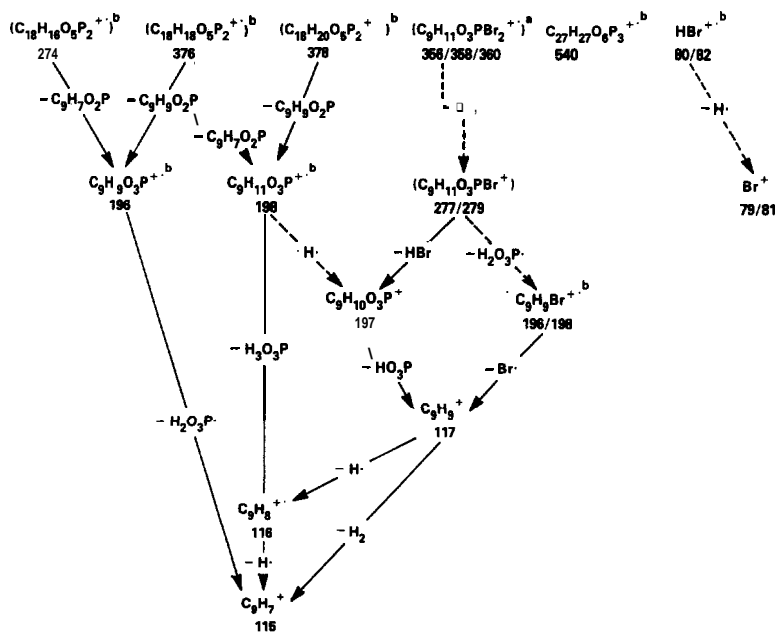 (C₁₈H₁₆O₅P₂⁺·)ᵇ (C₁₈H₁₈O₅P₂⁺·)ᵇ (C₁₈H₂₀O₅P₂⁺ )ᵇ (C₉H₁₁O₃PBr₂⁺·)ᵃ C₂₇H₂₇O₆P₃⁺·ᵇ HBr⁺·ᵇ
274 376 378 356/358/360 540 80/82
–C₉H₇O₂P –C₉H₉O₂P –C₉H₇O₂P –C₉H₉O₂P –H·
C₉H₉O₃P⁺·ᵇ C₉H₁₁O₃P⁺·ᵇ (C₉H₁₁O₃PBr⁺) Br⁺
196 198 277/279 79/81
H· –HBr –H₂O₃P·
C₉H₁₀O₃P⁺ C₉H₉Br⁺·ᵇ
197 196/198
–H₃O₃P –HO₃P –Br·
C₉H₉⁺
117
–H₂O₃P·
–H·
C₉H₈⁺·
116
–H₂
–H·
C₉H₇⁺
115